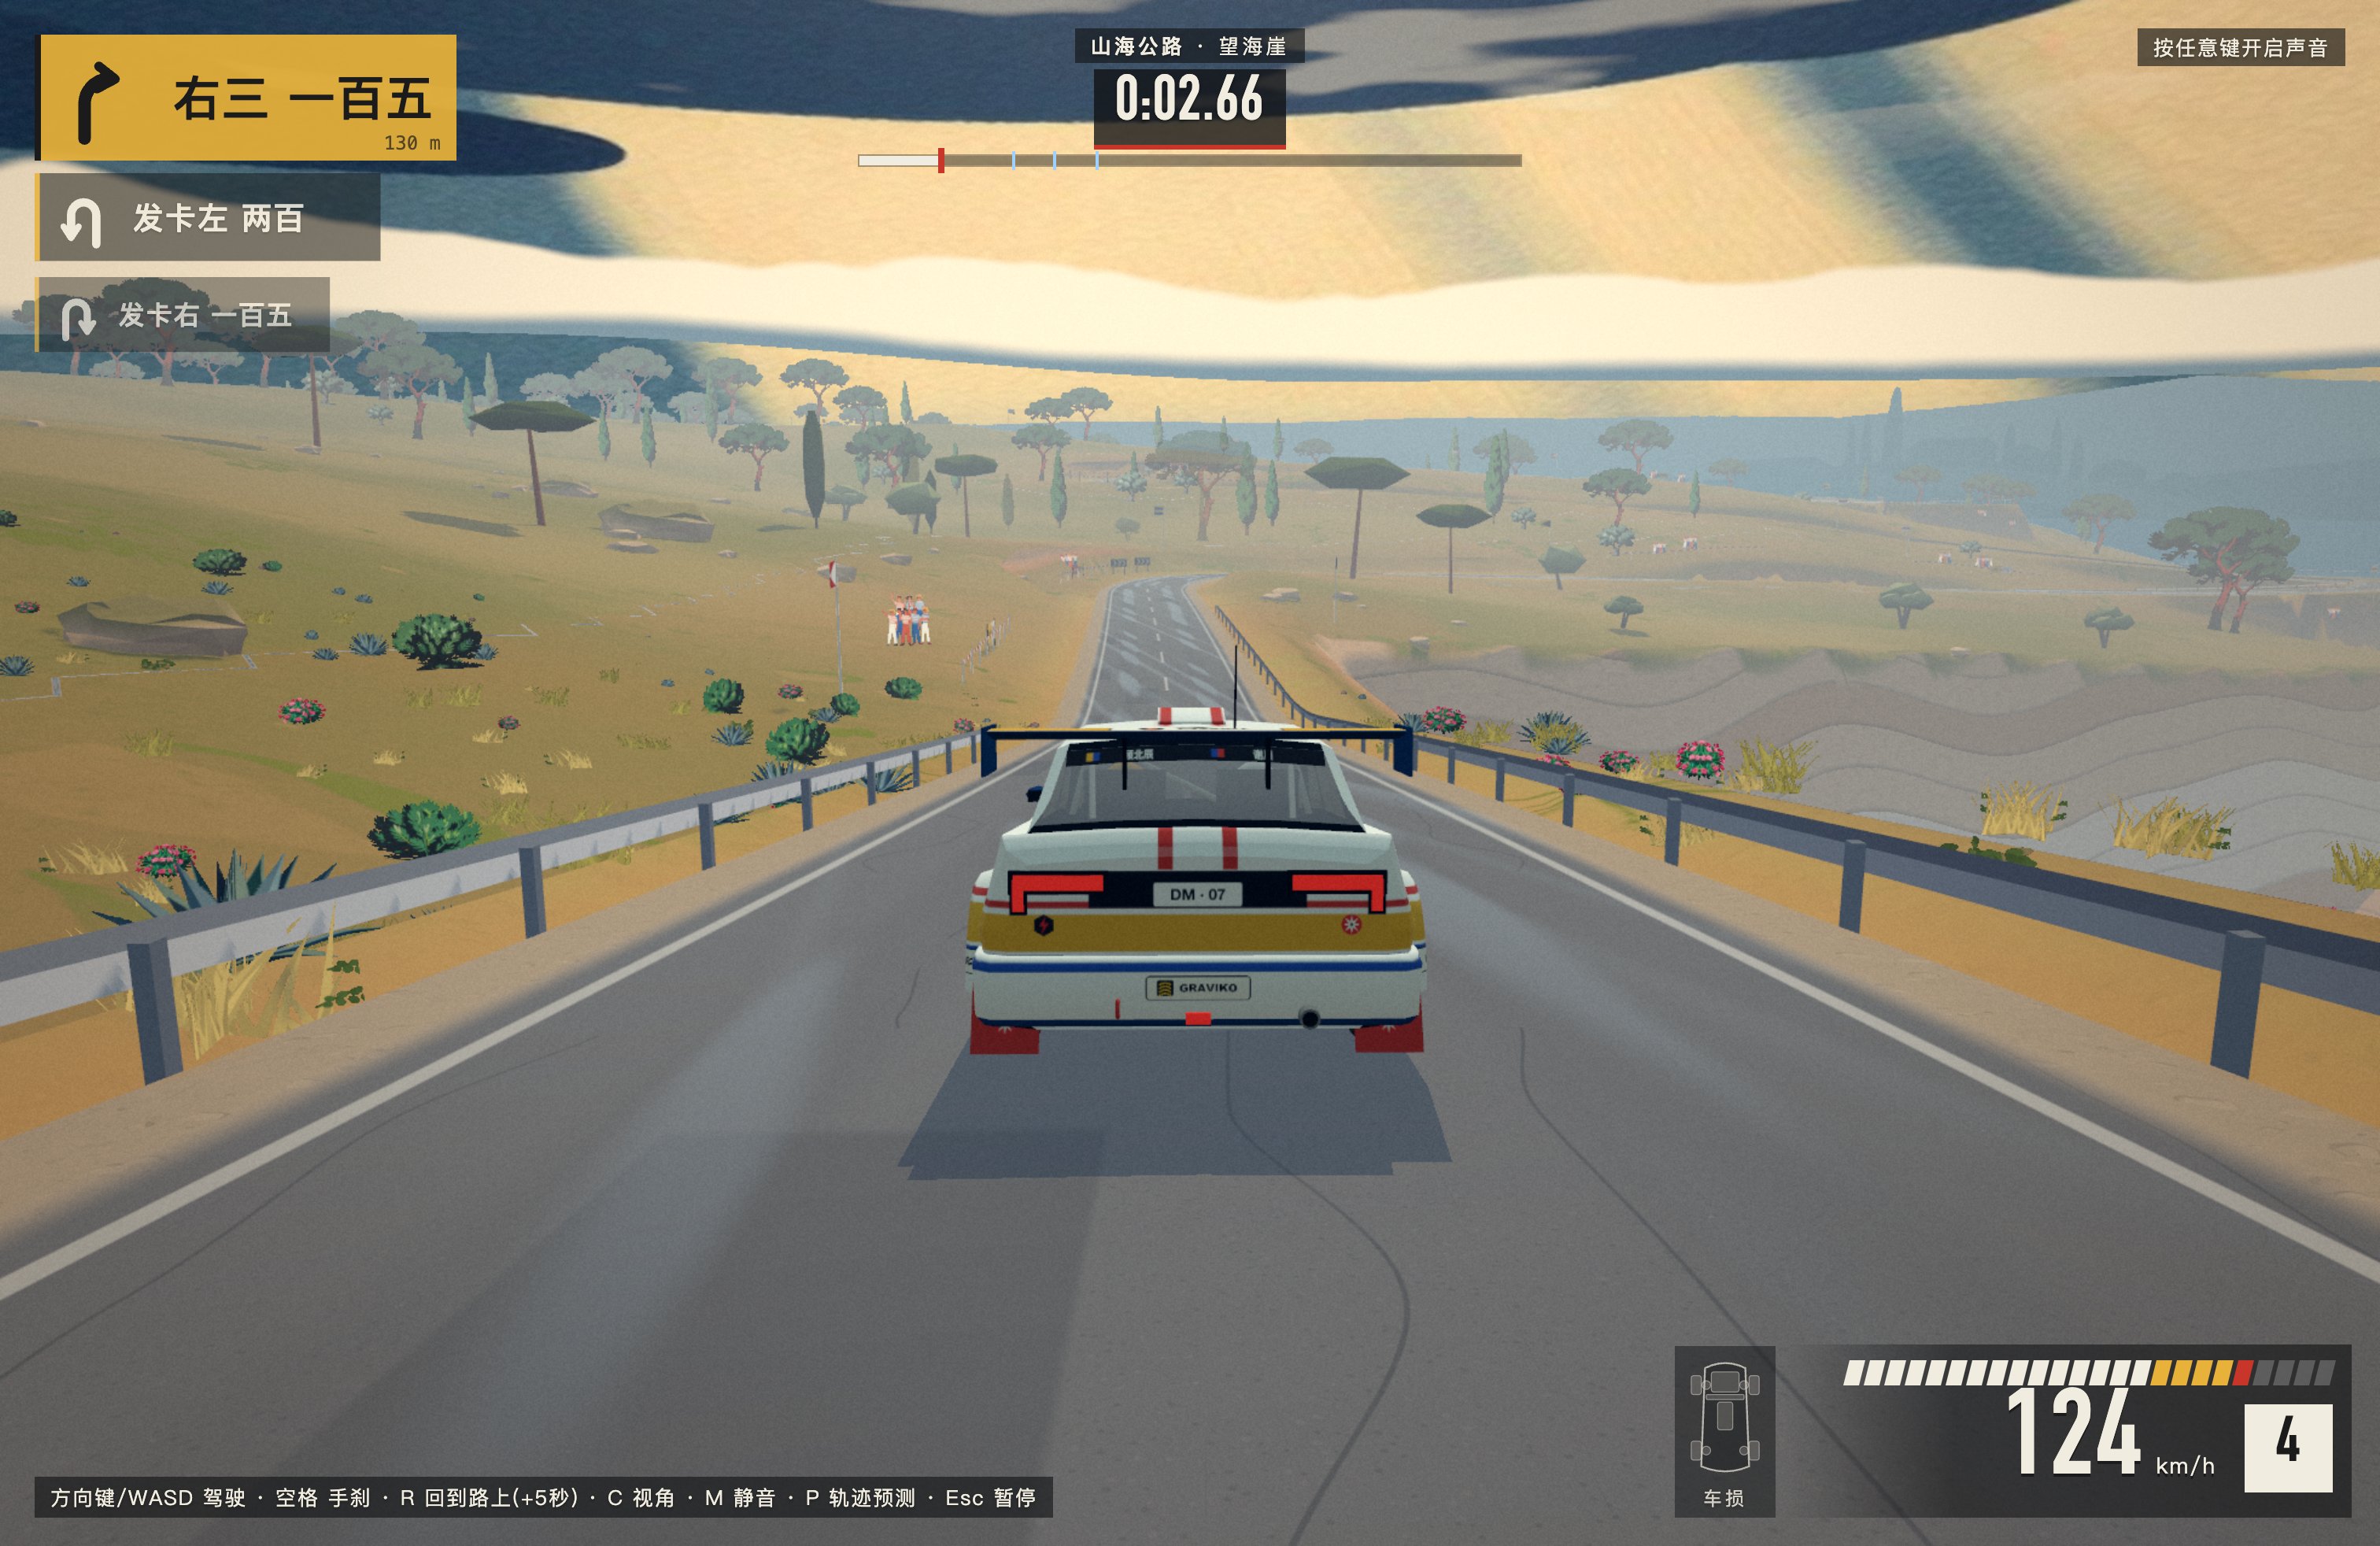 右三 一百五
130 m
发卡左 两百
发卡右 一百五
山海公路 · 望海崖
0:02.66
按任意键开启声音
DM·07
GRAVIKO
车损
124 km/h
4
方向键/WASD 驾驶 · 空格 手刹 · R 回到路上(+5秒) · C 视角 · M 静音 · P 轨迹预测 · Esc 暂停